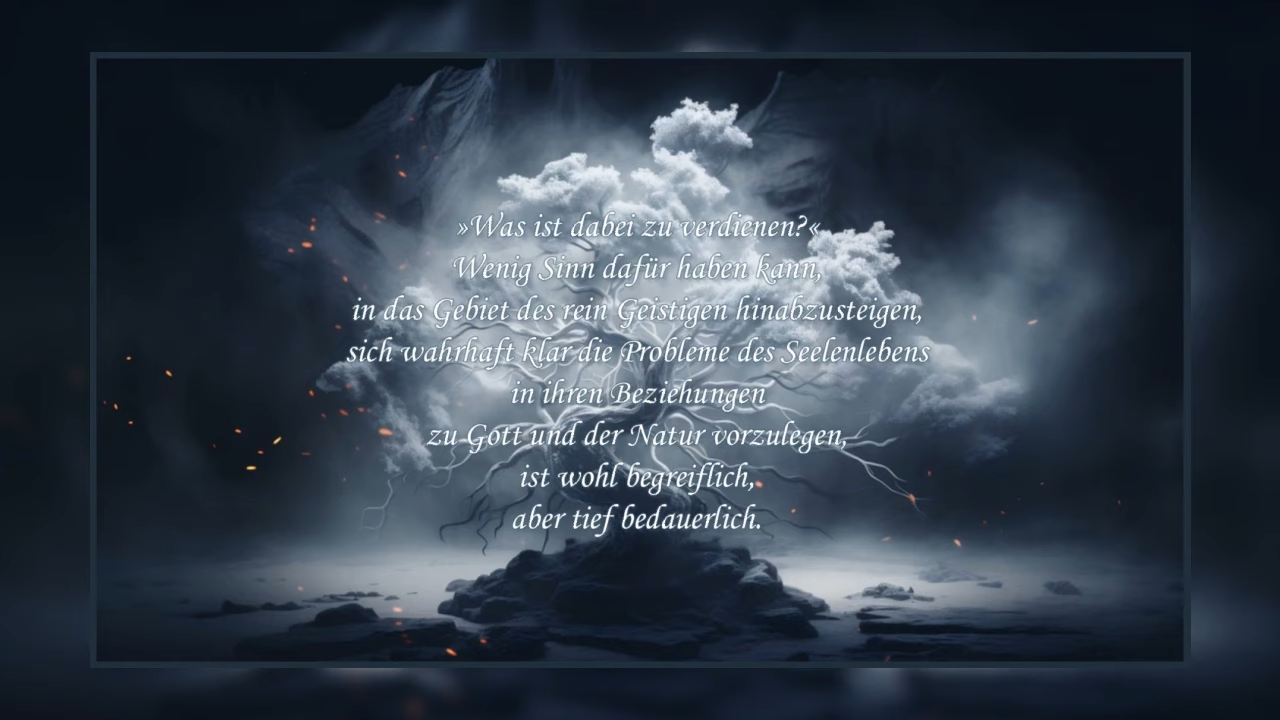 »Was ist dabei zu verdienen?«
Wenig Sinn dafür haben kann,
in das Gebiet des rein Geistigen hinabzusteigen,
sich wahrhaft klar die Probleme des Seelenlebens
in ihren Beziehungen
zu Gott und der Natur vorzulegen,
ist wohl begreiflich,
aber tief bedauerlich.